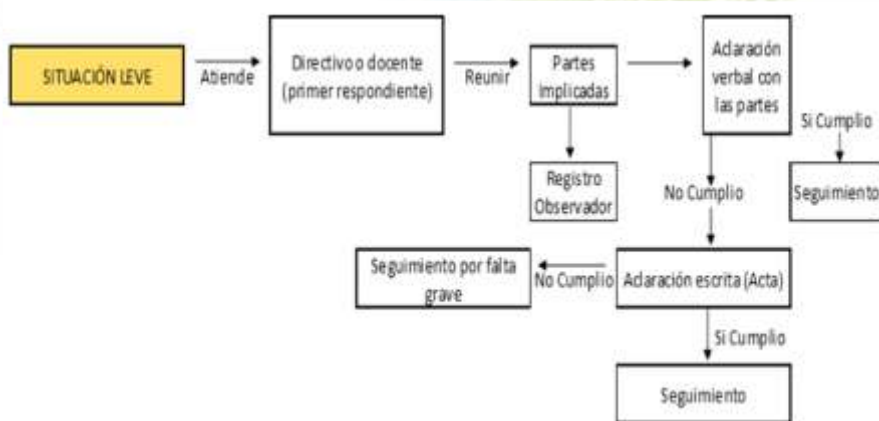 SITUACIÓN LEVE
Atiende
Directivo o docente
(primer respondiente)
Reunir
Partes
Implicadas
Aclaración
verbal con
las partes
Si Cumplio
Seguimiento
Registro
Observador
No Cumplio
Seguimiento por falta
grave
No Cumplio
Aclaración escrita (Acta)
Si Cumplio
Seguimiento